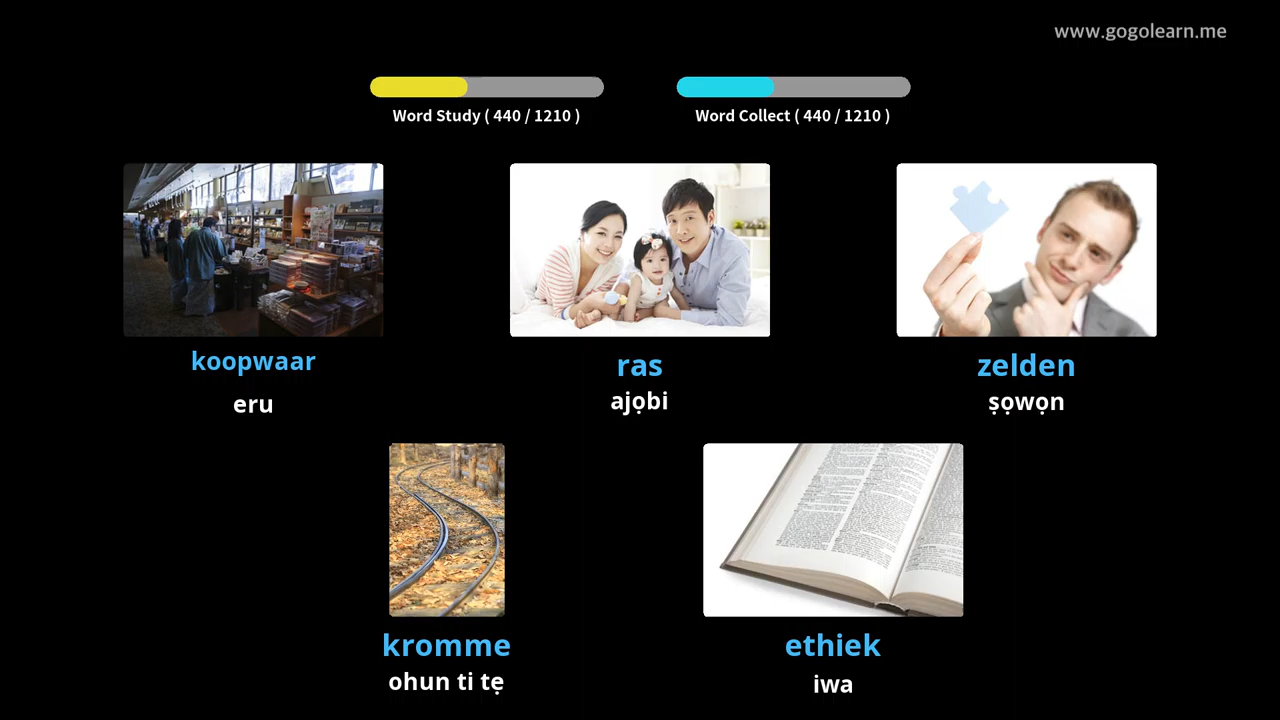 www.gogolearn.me
Word Study ( 440 / 1210 )
Word Collect ( 440 / 1210 )
koopwaar
eru
ras
ajọbi
zelden
ṣọwọn
kromme
ohun ti tẹ
ethiek
iwa